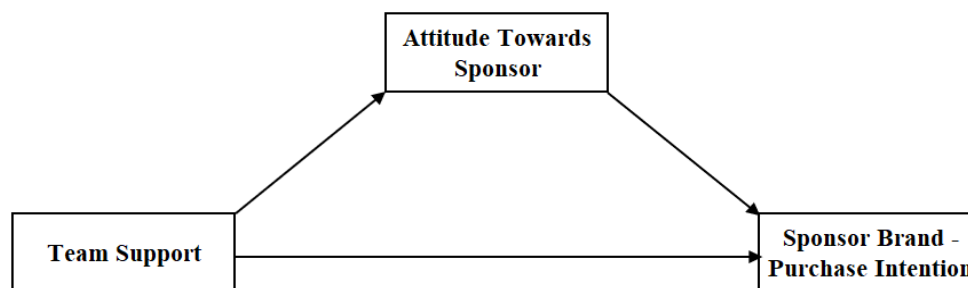 Attitude Towards
Sponsor
Team Support
Sponsor Brand -
Purchase Intention